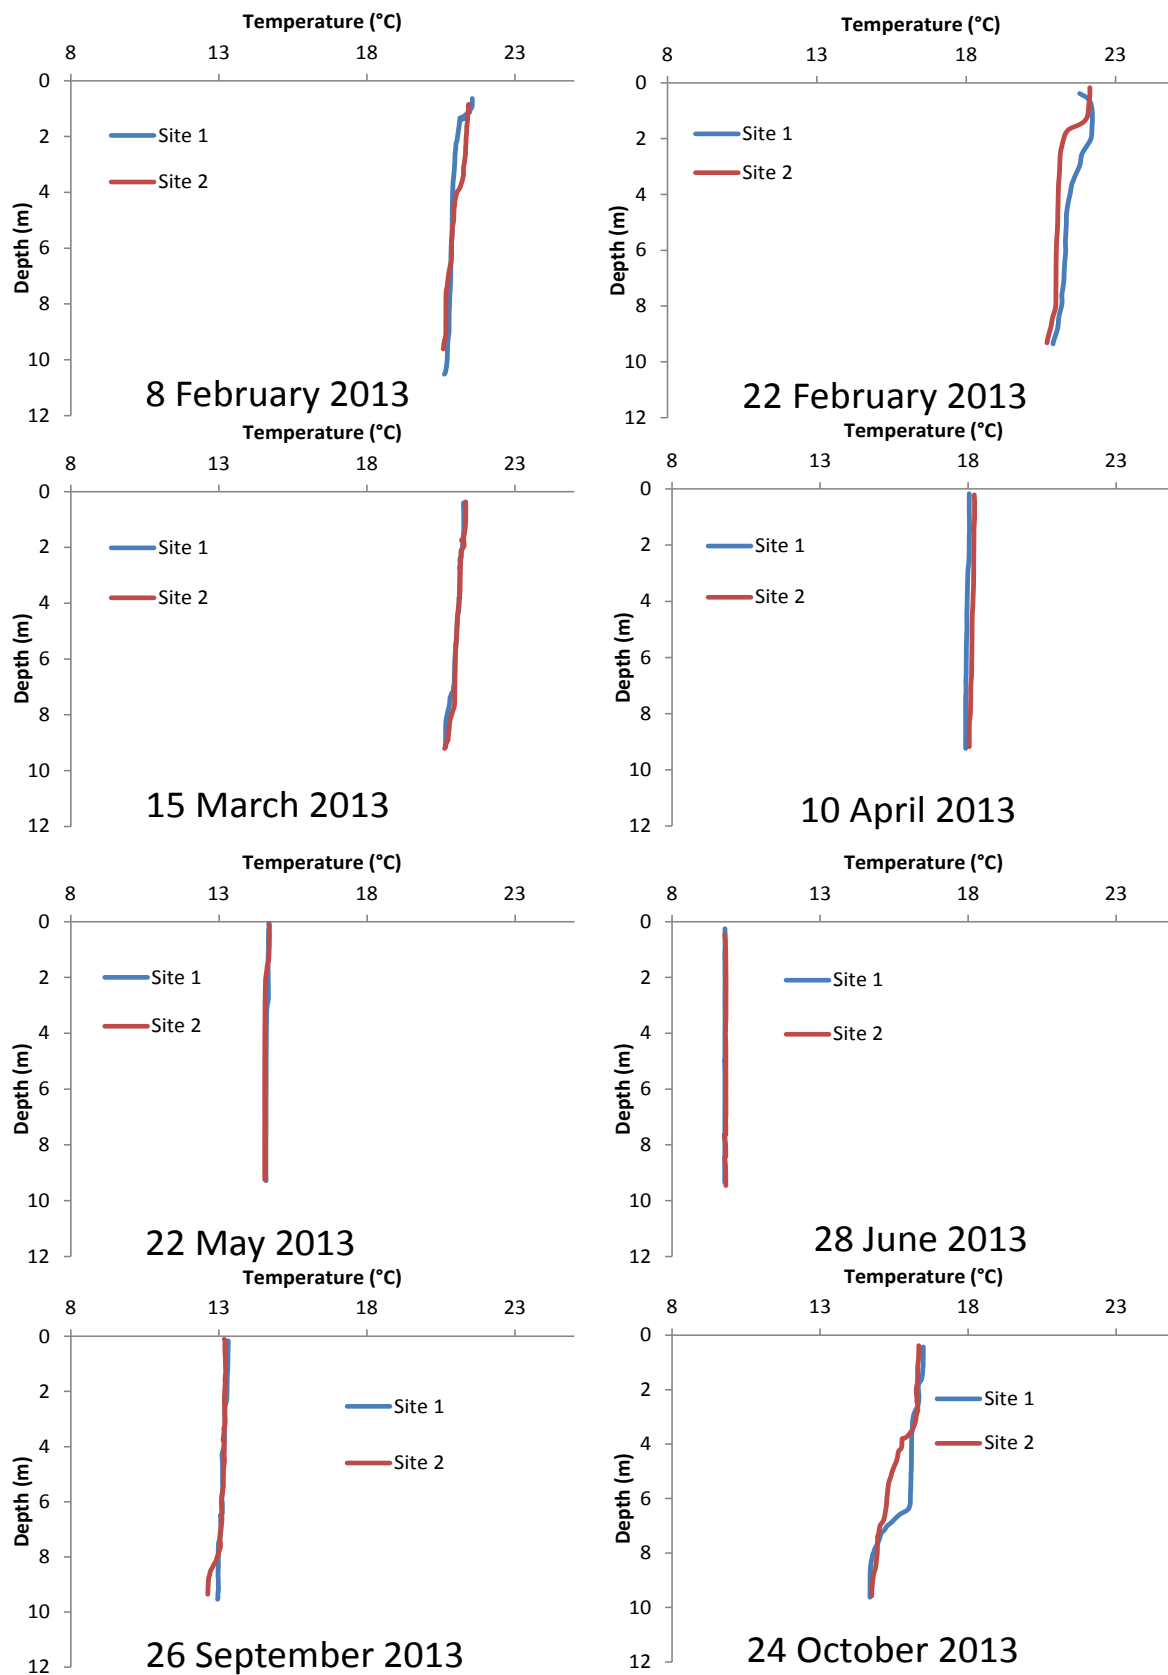 Temperature (°C)
8 13 18 23
0
2
4
6
8
10
12
Depth (m)
Site 1
Site 2
8 February 2013
Temperature (°C)
8 13 18 23
0
2
4
6
8
10
12
Depth (m)
Site 1
Site 2
22 February 2013
Temperature (°C)
8 13 18 23
0
2
4
6
8
10
12
Depth (m)
Site 1
Site 2
15 March 2013
Temperature (°C)
8 13 18 23
0
2
4
6
8
10
12
Depth (m)
Site 1
Site 2
10 April 2013
Temperature (°C)
8 13 18 23
0
2
4
6
8
10
12
Depth (m)
Site 1
Site 2
22 May 2013
Temperature (°C)
8 13 18 23
0
2
4
6
8
10
12
Depth (m)
Site 1
Site 2
28 June 2013
Temperature (°C)
8 13 18 23
0
2
4
6
8
10
12
Depth (m)
Site 1
Site 2
26 September 2013
Temperature (°C)
8 13 18 23
0
2
4
6
8
10
12
Depth (m)
Site 1
Site 2
24 October 2013